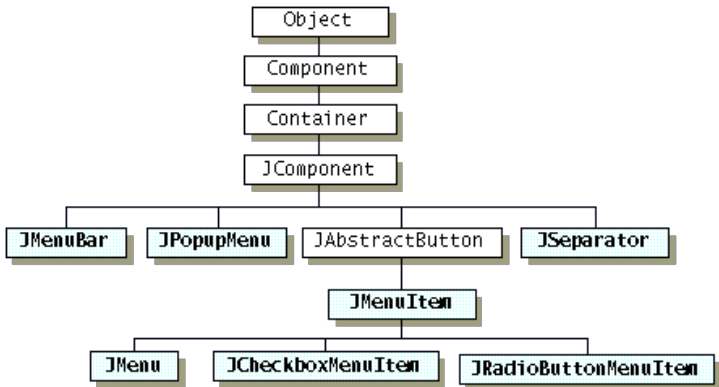 Object
Component
Container
JComponent
JMenuBar
JPopupMenu
JAbstractButton
JSeparator
JMenuItem
JMenu
JCheckboxMenuItem
JRadioButtonMenuItem